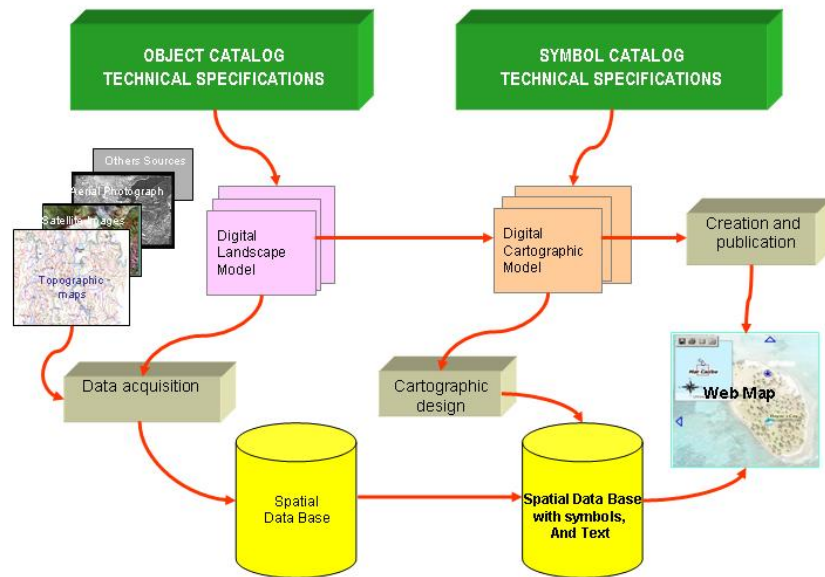 OBJECT CATALOG
TECHNICAL SPECIFICATIONS
SYMBOL CATALOG
TECHNICAL SPECIFICATIONS
Others Sources
Aerial Photograph
Satellite Images
Topographic -
maps
Digital
Landscape
Model
Digital
Cartographic
Model
Creation and
publication
Data acquisition
Cartographic
design
Web Map
Spatial
Data Base
Spatial Data Base
with symbols,
And Text